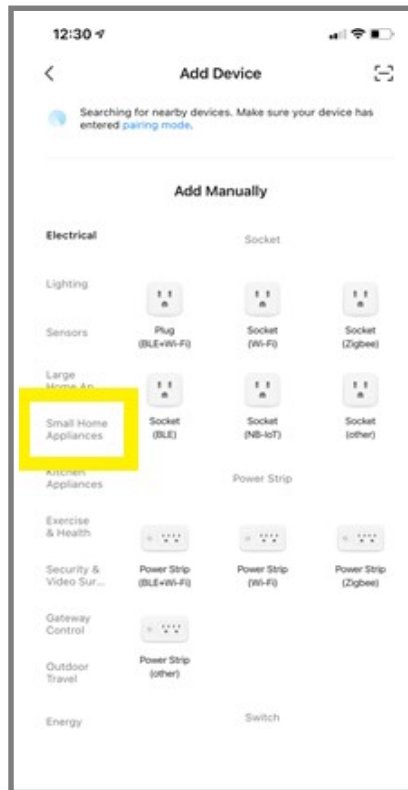 12:30
Add Device
Searching for nearby devices. Make sure your device has
entered pairing mode.
Add Manually
Electrical
Socket
Lighting
Plug
(BLE+Wi-Fi)
Socket
(Wi-Fi)
Socket
(Zigbee)
Sensors
Large
Home Ap...
Small Home
Appliances
Socket
(BLE)
Socket
(NB-IoT)
Socket
(other)
Kitchen
Appliances
Power Strip
Exercise
& Health
Security &
Video Sur...
Power Strip
(BLE+Wi-Fi)
Power Strip
(Wi-Fi)
Power Strip
(Zigbee)
Gateway
Control
Outdoor
Travel
Power Strip
(other)
Energy
Switch